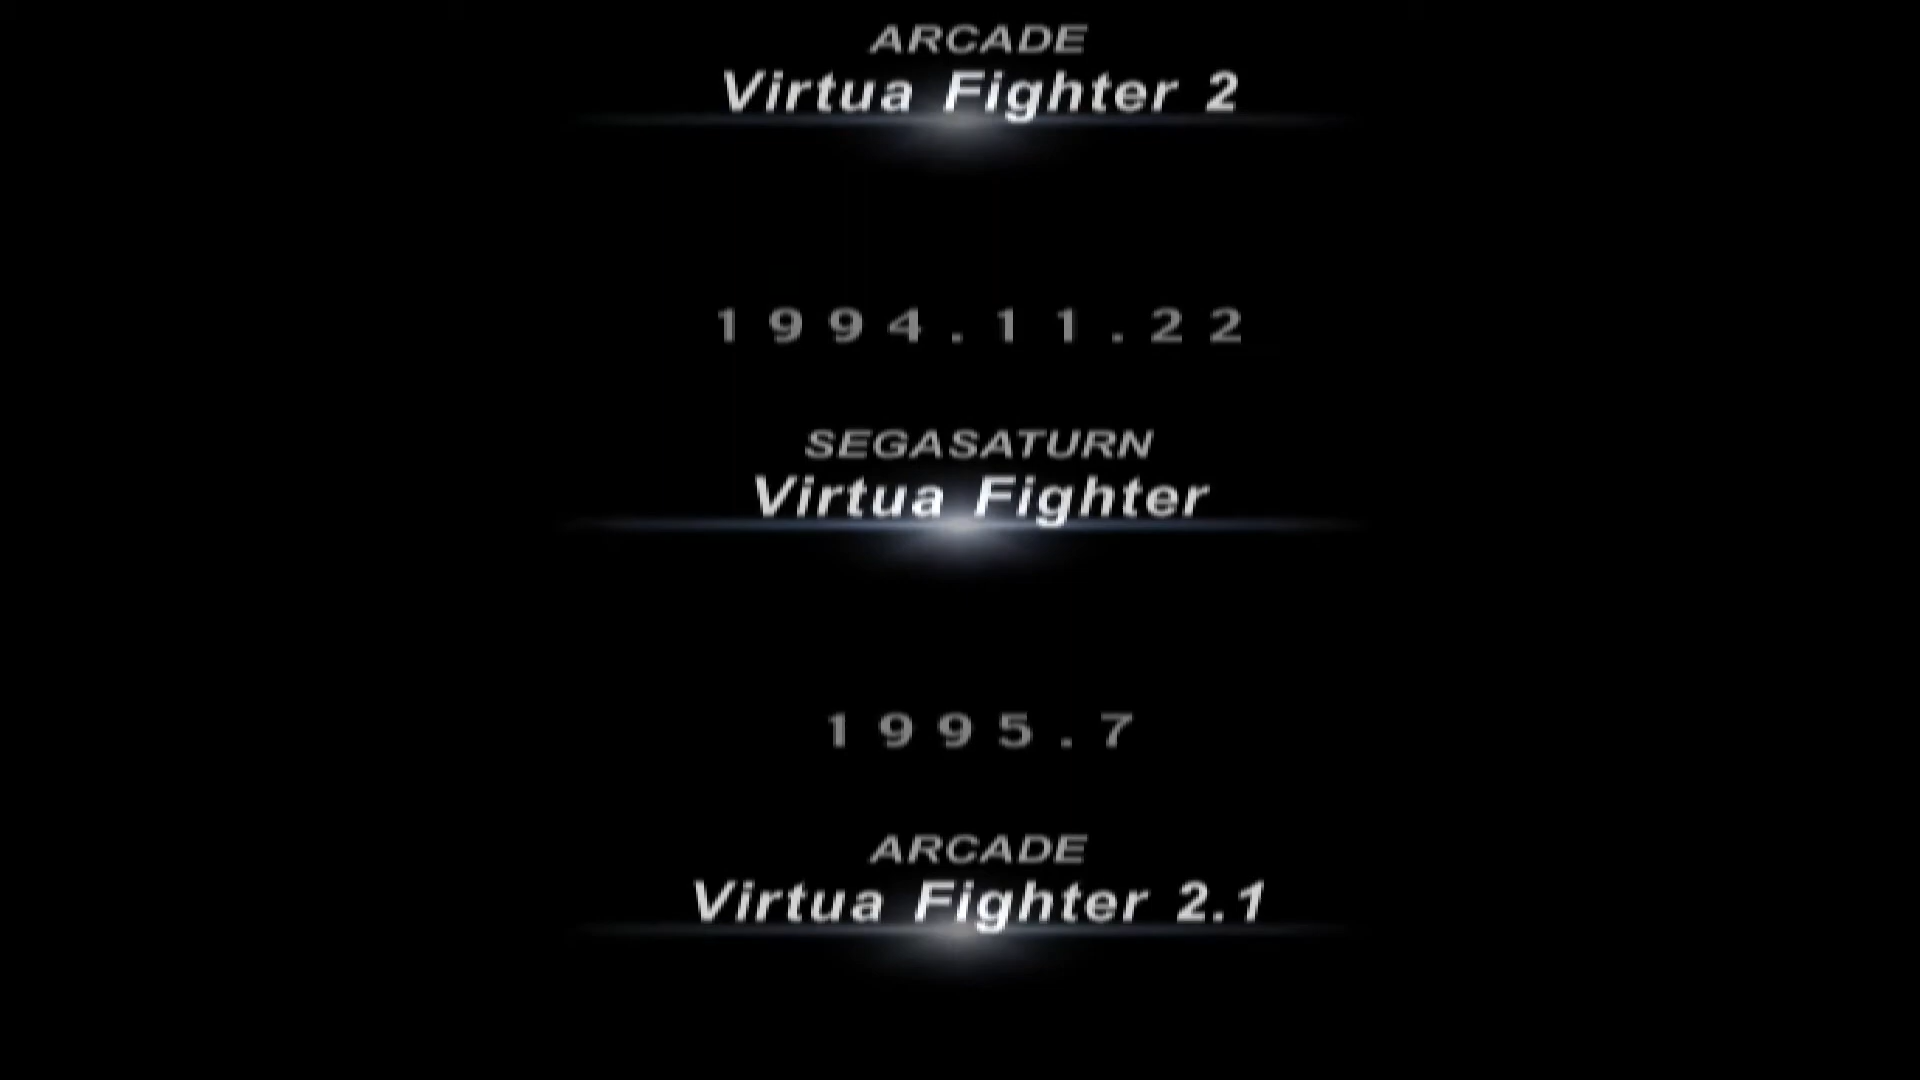 ARCADE
Virtua Fighter 2
1994.11.22
SEGASATURN
Virtua Fighter
1995.7
ARCADE
Virtua Fighter 2.1